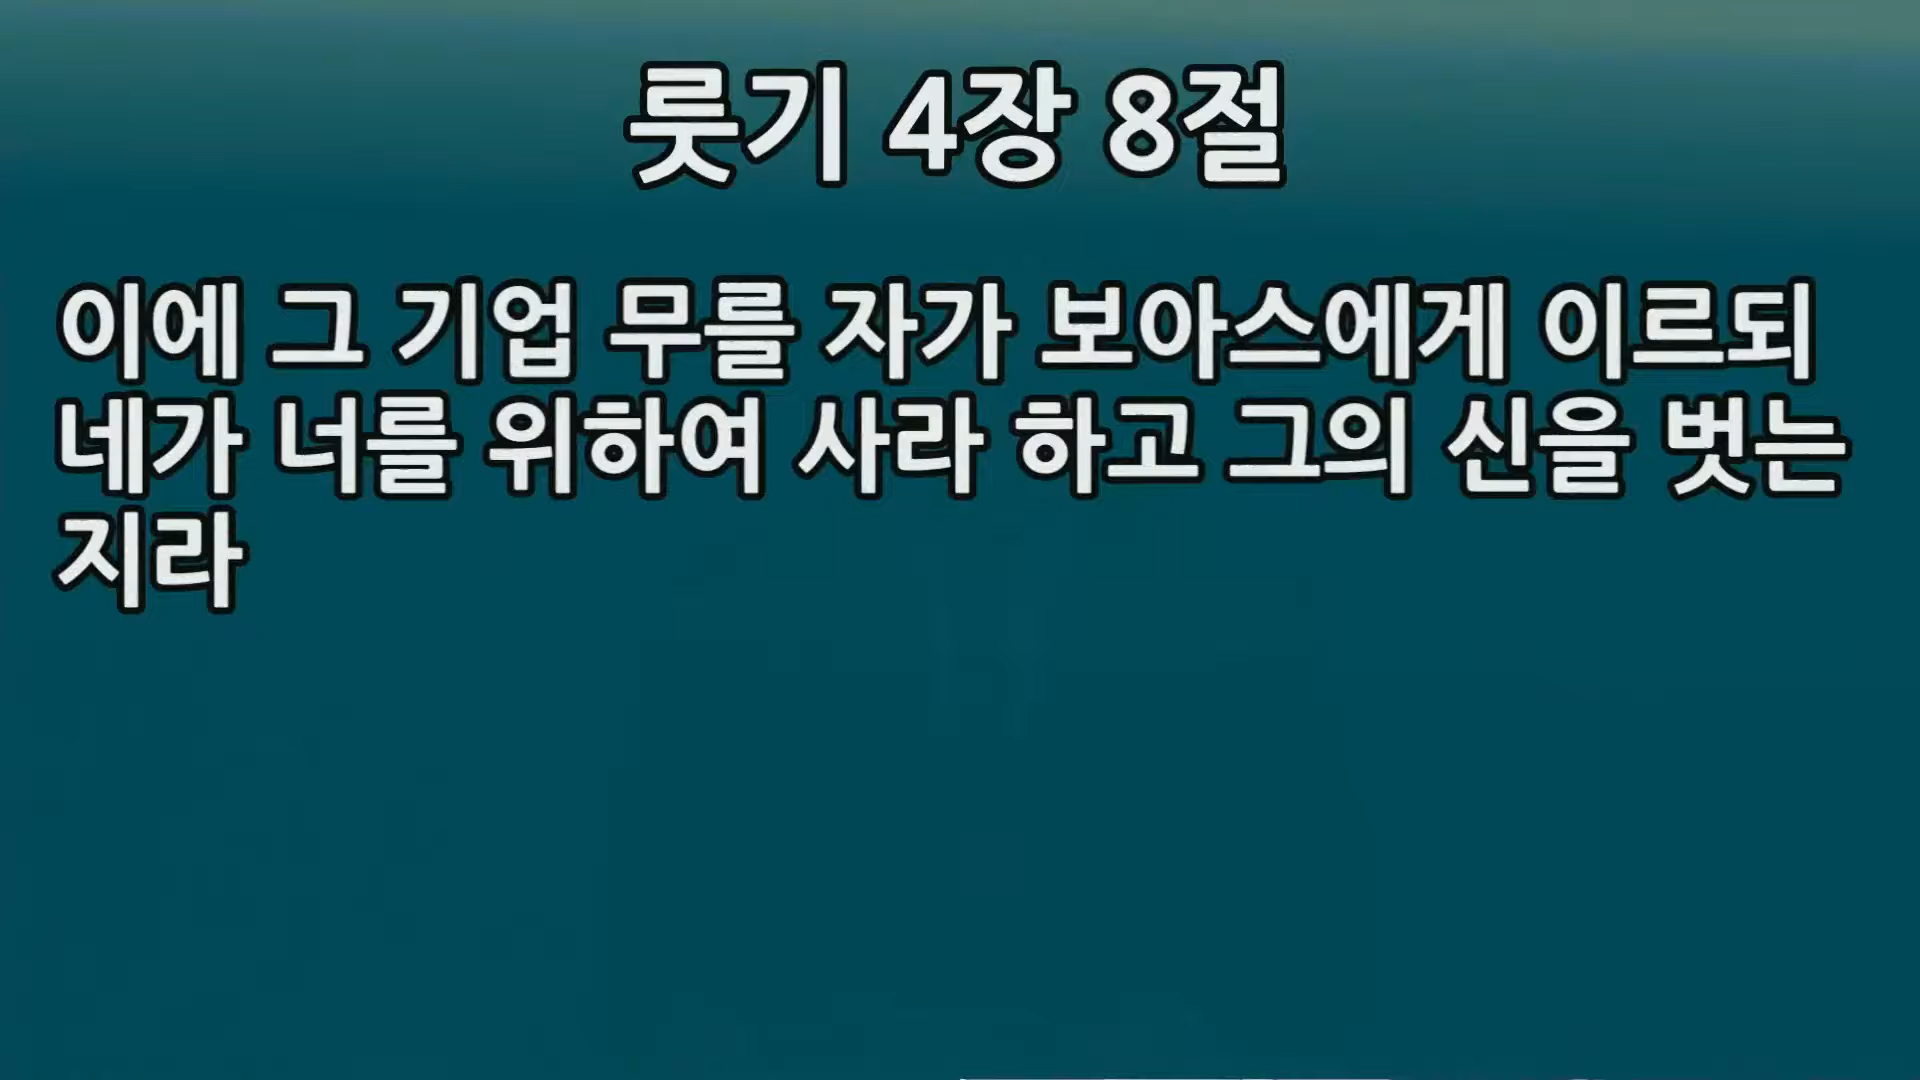 룻기 4장 8절
이에 그 기업 무를 자가 보아스에게 이르되
네가 너를 위하여 사라 하고 그의 신을 벗는
지라